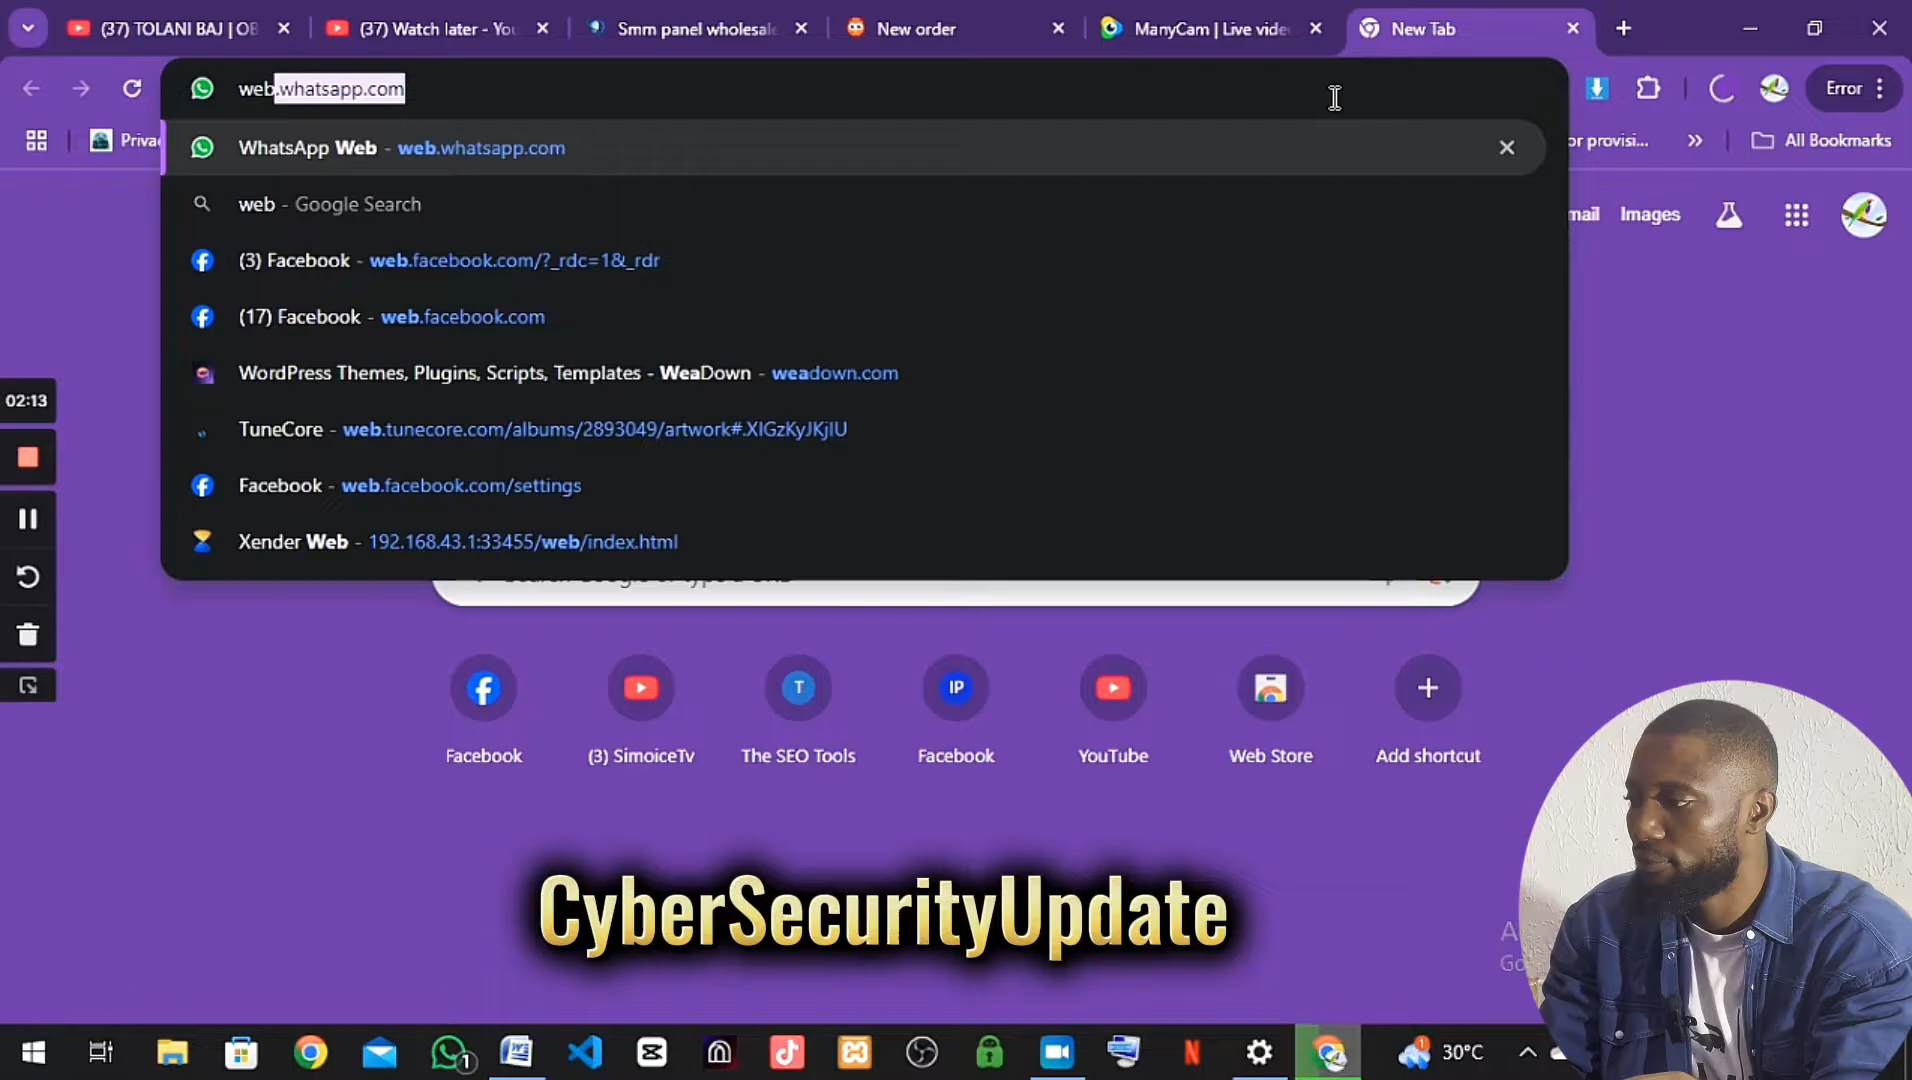 (37) TOLANI BAJ | OB
(37) Watch later - You
Smm panel wholesale
New order
ManyCam | Live vide
New Tab
web.whatsapp.com
Error
Priva
or provisi...
All Bookmarks
WhatsApp Web - web.whatsapp.com
web - Google Search
mail
Images
(3) Facebook - web.facebook.com/?_rdc=1&_rdr
(17) Facebook - web.facebook.com
WordPress Themes, Plugins, Scripts, Templates - WeaDown - weadown.com
02:13
TuneCore - web.tunecore.com/albums/2893049/artwork#.XIGzKyJKjIU
Facebook - web.facebook.com/settings
Xender Web - 192.168.43.1:33455/web/index.html
T
IP
Facebook
(3) SimoiceTv
The SEO Tools
Facebook
YouTube
Web Store
Add shortcut
CyberSecurityUpdate
1
N
1
30°C